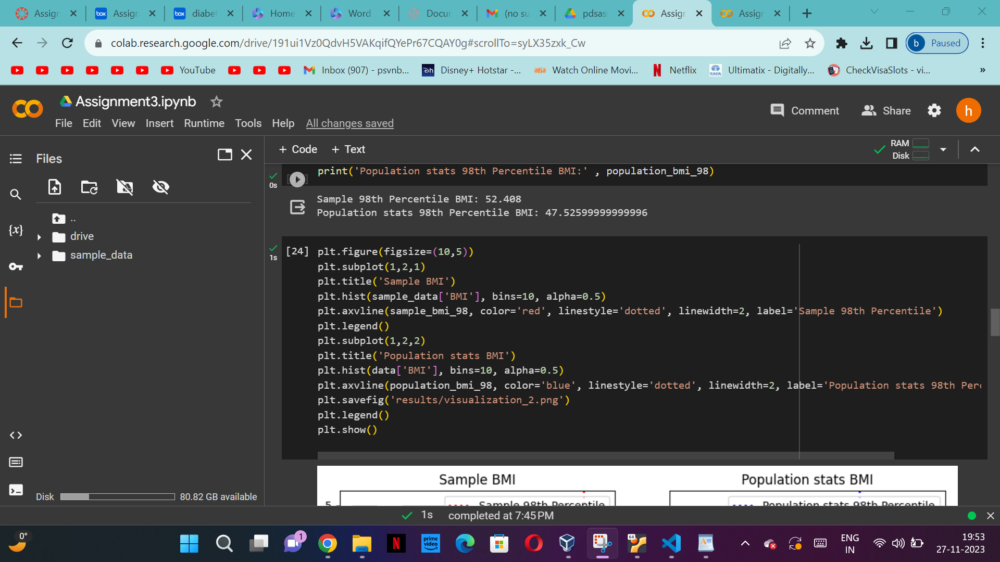 Assign
box Assign
box diabet
Home
Word
Docur
(no su
pdsas
Assign
Assign
colab.research.google.com/drive/191ui1Vz0QdvH5VAKqifQYePr67CQAY0g#scrollTo=syLX35zxk_Cw
b Paused
YouTube
Inbox (907) - psvnb...
Disney+ Hotstar -...
Watch Online Movi...
Netflix
Ultimatix - Digitally...
CheckVisaSlots - vi...
»
Assignment3.ipynb
File Edit View Insert Runtime Tools Help All changes saved
Comment
Share
h
Files
+ Code + Text
RAM
Disk
..
drive
sample_data
{x}
Disk 80.82 GB available
0s
print('Population stats 98th Percentile BMI:' , population_bmi_98)
Sample 98th Percentile BMI: 52.408
Population stats 98th Percentile BMI: 47.52599999999996
1s
[24] plt.figure(figsize=(10,5))
plt.subplot(1,2,1)
plt.title('Sample BMI')
plt.hist(sample_data['BMI'], bins=10, alpha=0.5)
plt.axvline(sample_bmi_98, color='red', linestyle='dotted', linewidth=2, label='Sample 98th Percentile')
plt.legend()
plt.subplot(1,2,2)
plt.title('Population stats BMI')
plt.hist(data['BMI'], bins=10, alpha=0.5)
plt.axvline(population_bmi_98, color='blue', linestyle='dotted', linewidth=2, label='Population stats 98th Perc
plt.savefig('results/visualization_2.png')
plt.legend()
plt.show()
Sample BMI
Population stats BMI
5
Sample 98th Percentile
Population stats 98th Percentile
1s completed at 7:45 PM
0°
1
N
prime video
64
ENG
IN
19:53
27-11-2023